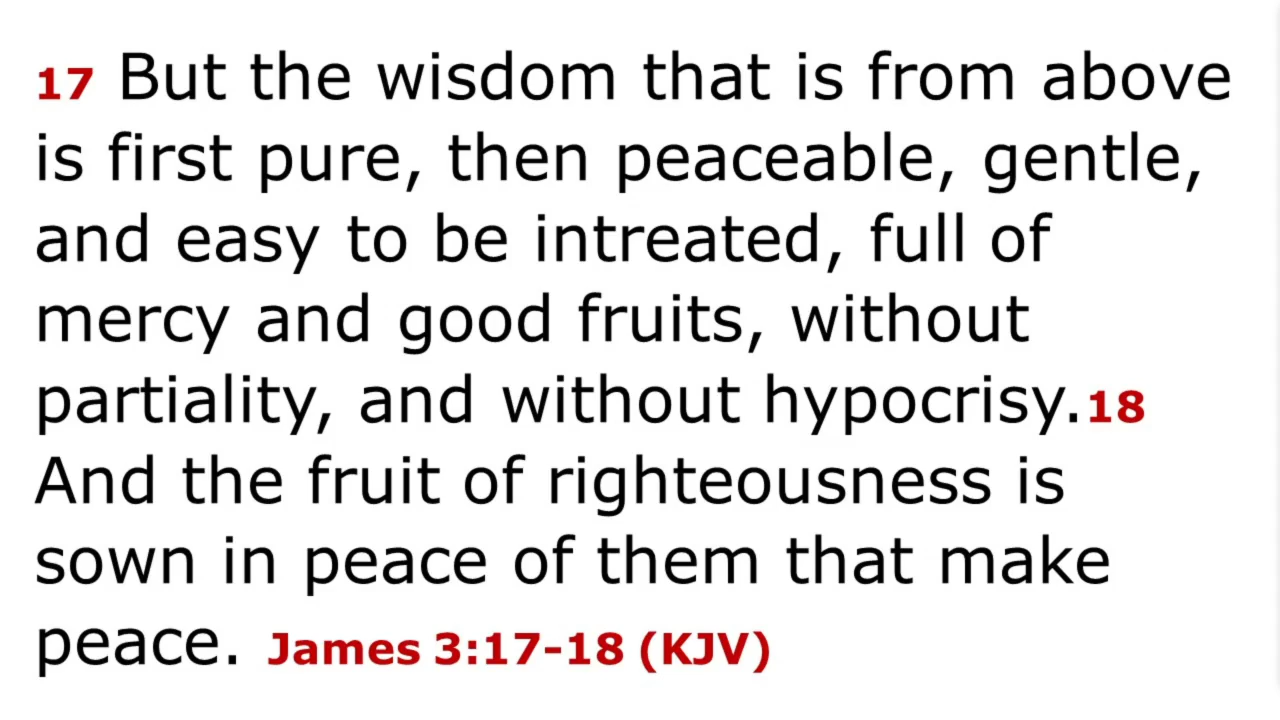 17 But the wisdom that is from above
is first pure, then peaceable, gentle,
and easy to be intreated, full of
mercy and good fruits, without
partiality, and without hypocrisy.18
And the fruit of righteousness is
sown in peace of them that make
peace. James 3:17-18 (KJV)